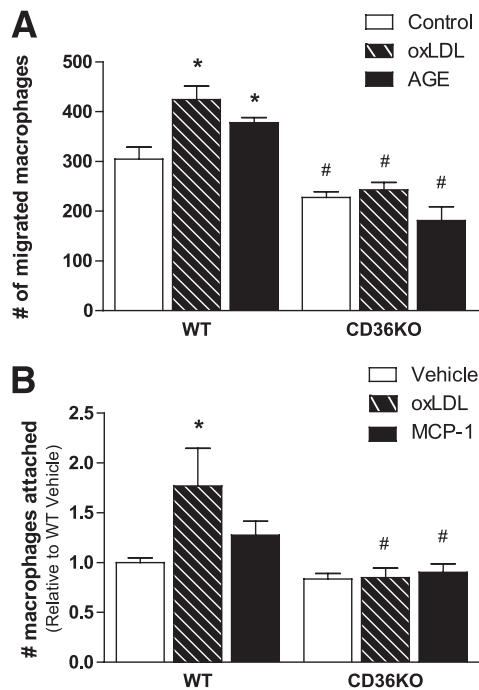 A
Control
oxLDL
AGE
# of migrated macrophages
500
400
300
200
100
0
*
*
#
#
#
WT
CD36KO
B
Vehicle
oxLDL
MCP-1
# macrophages attached
(Relative to WT Vehicle)
2.5
2.0
1.5
1.0
0.5
0.0
*
#
#
WT
CD36KO